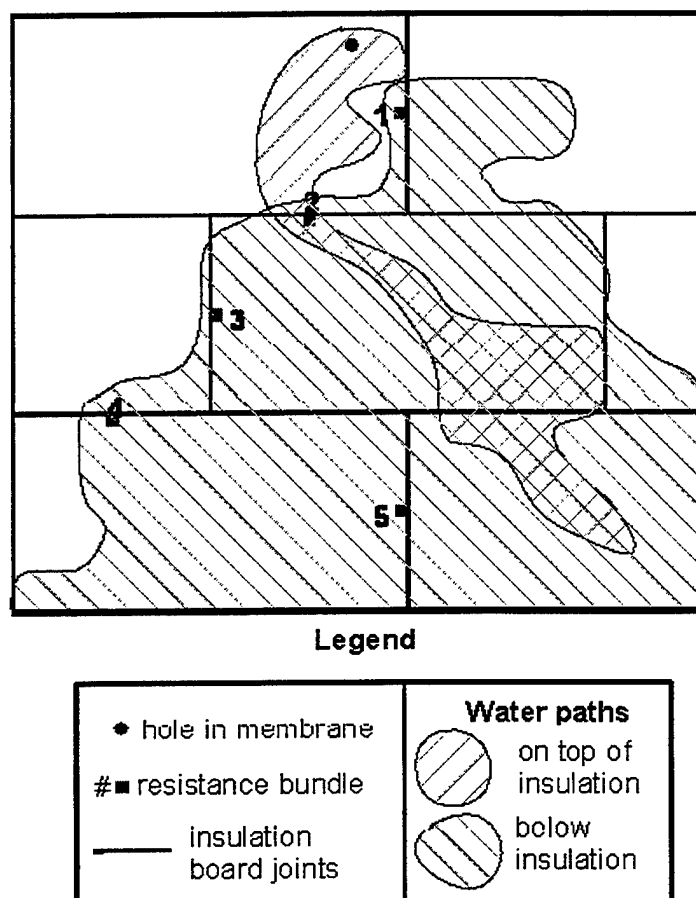 1
2
3
4
5
Legend
hole in membrane
# resistance bundle
insulation
board joints
Water paths
on top of
insulation
below
insulation